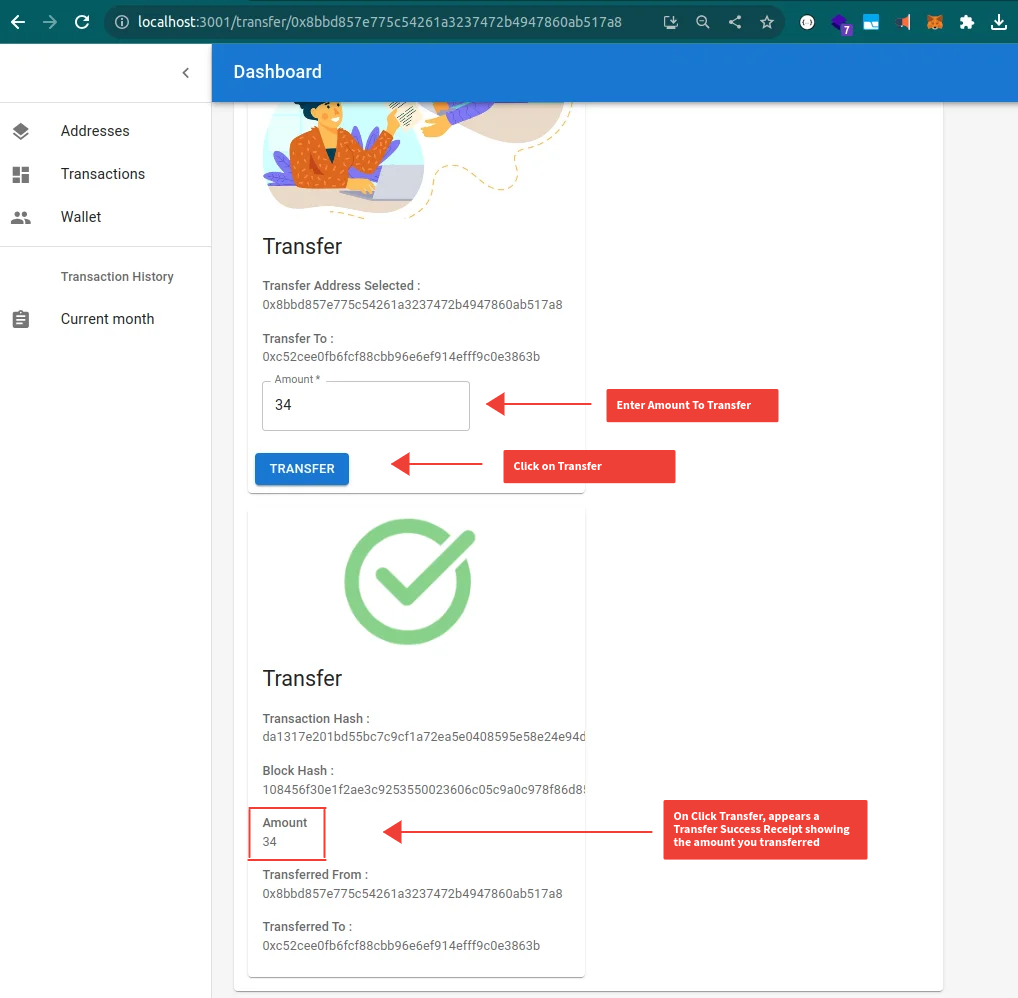 localhost:3001/transfer/0x8bbd857e775c54261a3237472b4947860ab517a8
7
Dashboard
Addresses
Transactions
Wallet
Transaction History
Current month
Transfer
Transfer Address Selected :
0x8bbd857e775c54261a3237472b4947860ab517a8
Transfer To :
0xc52cee0fb6fcf88cbb96e6ef914efff9c0e3863b
Amount *
34
Enter Amount To Transfer
TRANSFER
Click on Transfer
Transfer
Transaction Hash :
da1317e201bd55bc7c9cf1a72ea5e0408595e58e24e94d
Block Hash :
108456f30e1f2ae3c9253550023606c05c9a0c978f86d85
Amount
34
On Click Transfer, appears a
Transfer Success Receipt showing
the amount you transferred
Transferred From :
0x8bbd857e775c54261a3237472b4947860ab517a8
Transferred To :
0xc52cee0fb6fcf88cbb96e6ef914efff9c0e3863b